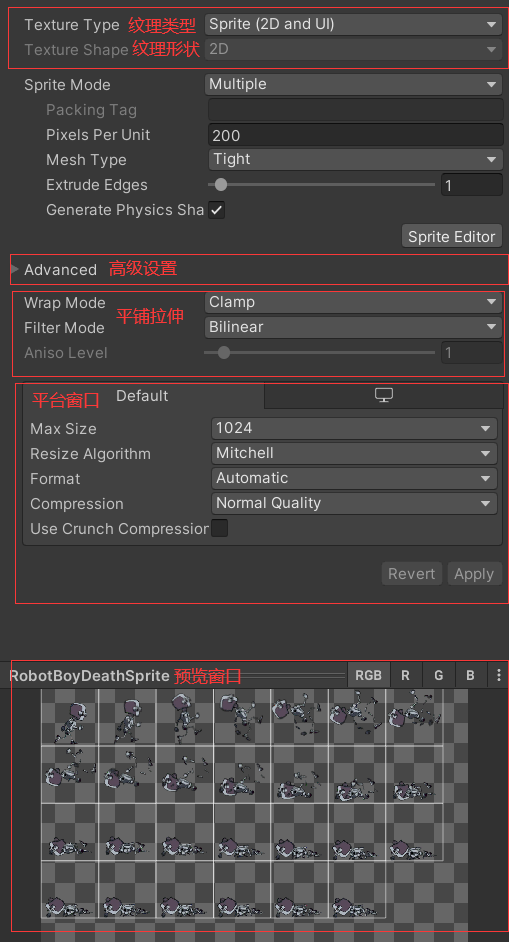 Texture Type 纹理类型 Sprite (2D and UI)
Texture Shape 纹理形状 2D
Sprite Mode Multiple
Packing Tag
Pixels Per Unit 200
Mesh Type Tight
Extrude Edges 1
Generate Physics Sha
Sprite Editor
Advanced 高级设置
Wrap Mode Clamp
平铺拉伸
Filter Mode Bilinear
Aniso Level 1
平台窗口 Default
Max Size 1024
Resize Algorithm Mitchell
Format Automatic
Compression Normal Quality
Use Crunch Compression
Revert Apply
RobotBoyDeathSprite 预览窗口 RGB R G B